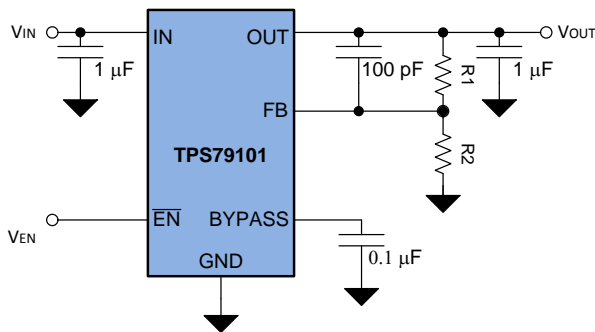 VIN
IN
OUT
VOUT
1 µF
100 pF
R1
1 µF
FB
TPS79101
R2
VEN
E̅N̅
BYPASS
GND
0.1 µF